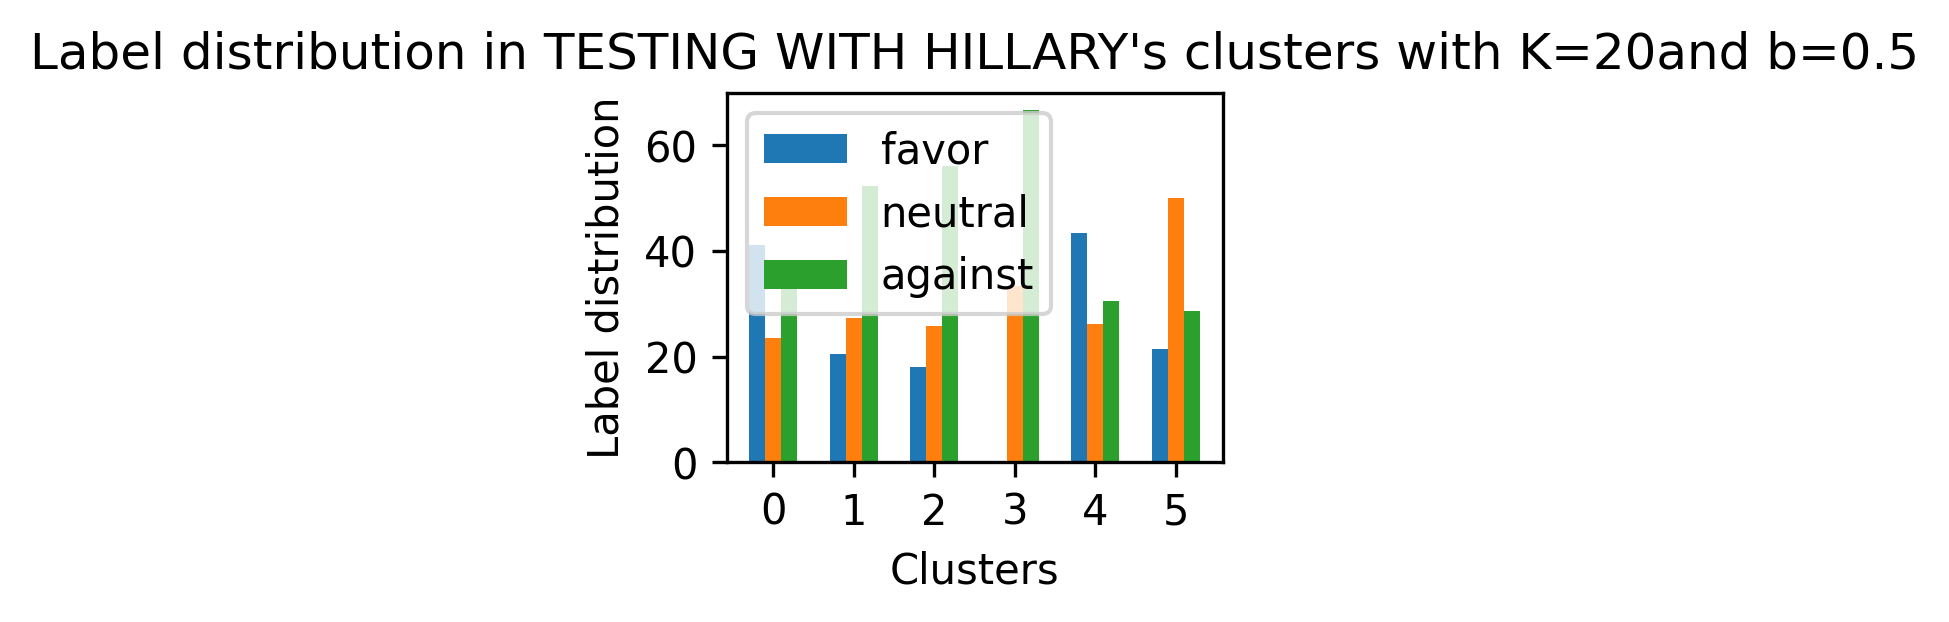 Label distribution in TESTING WITH HILLARY's clusters with K=20and b=0.5
Label distribution
60
40
20
0
favor
neutral
against
0 1 2 3 4 5
Clusters